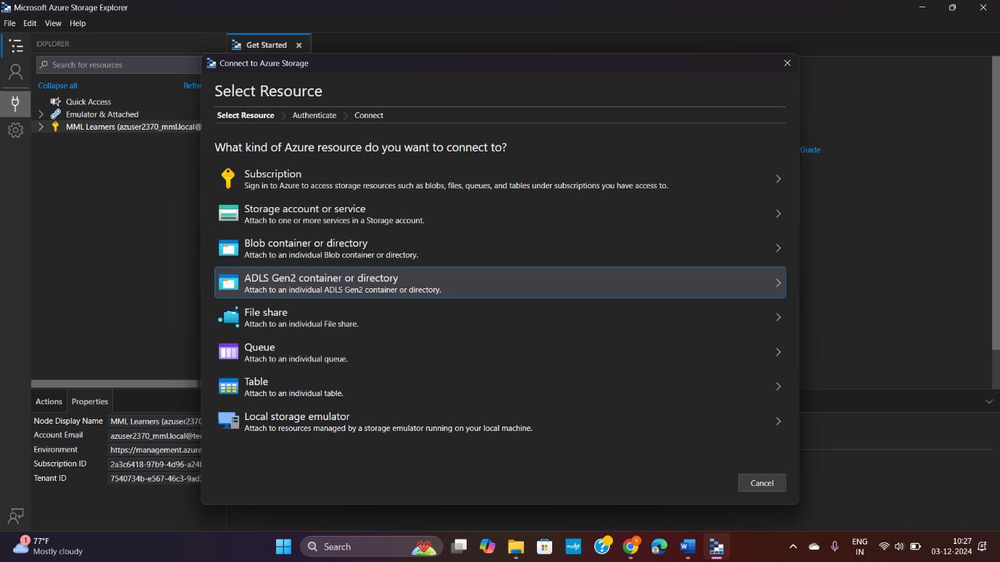 Microsoft Azure Storage Explorer
File Edit View Help
EXPLORER
Get Started
Search for resources
Collapse all
Quick Access
Emulator & Attached
MML Learners (azuser2370_mml.local@
Connect to Azure Storage
Select Resource
Select Resource Authenticate Connect
What kind of Azure resource do you want to connect to?
Subscription
Sign in to Azure to access storage resources such as blobs, files, queues, and tables under subscriptions you have access to.
Storage account or service
Attach to one or more services in a Storage account.
Blob container or directory
Attach to an individual Blob container or directory.
ADLS Gen2 container or directory
Attach to an individual ADLS Gen2 container or directory.
File share
Attach to an individual File share.
Queue
Attach to an individual queue.
Table
Attach to an individual table.
Local storage emulator
Attach to resources managed by a storage emulator running on your local machine.
Cancel
Guide
Actions Properties
Node Display Name MML Learners (azuser2370
Account Email azuser2370_mml.local@te
Environment https://management.azure
Subscription ID 2a3c6418-97b9-4d96-a24
Tenant ID 7540734b-e567-46c3-9ad
1
77°F
Mostly cloudy
Search
myhp
ENG
IN
10:27
03-12-2024